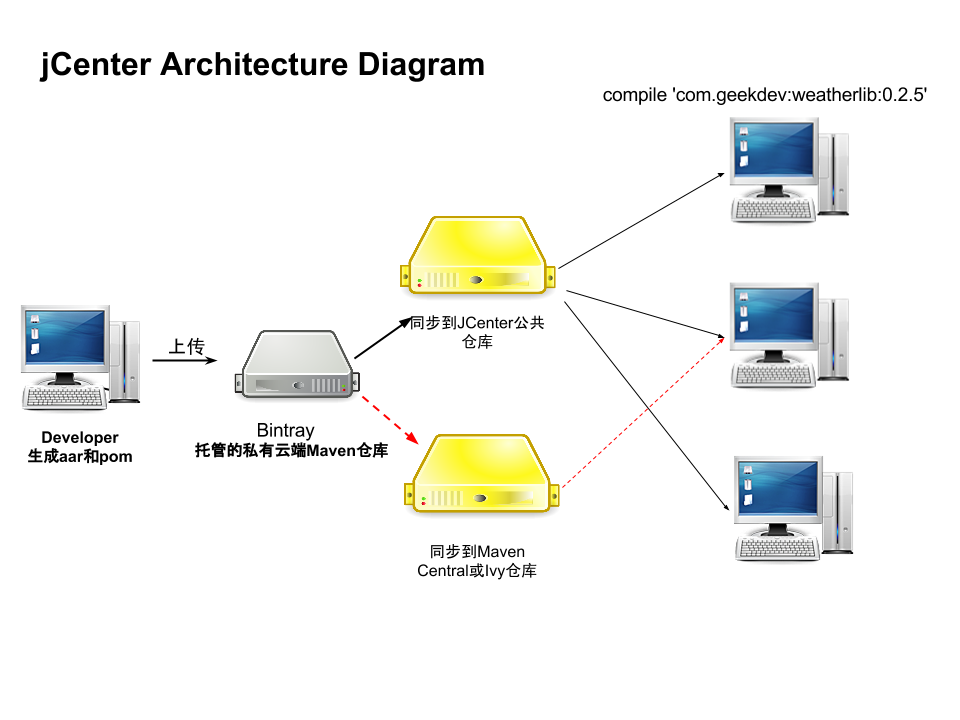 jCenter Architecture Diagram
compile 'com.geekdev:weatherlib:0.2.5'
同步到JCenter公共
仓库
上传
Bintray
托管的私有云端Maven仓库
Developer
生成aar和pom
同步到Maven
Central或Ivy仓库